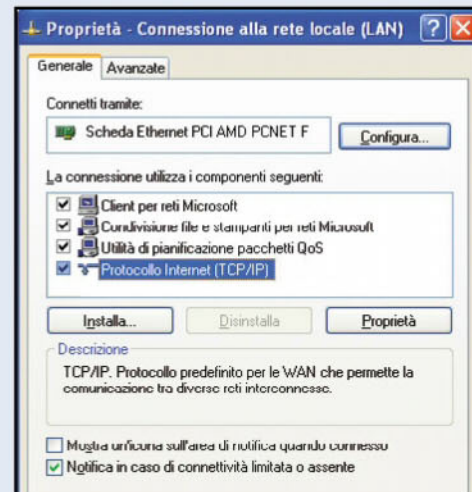 Proprietà - Connessione alla rete locale (LAN)
Generale
Avanzate
Connetti tramite:
Scheda Ethernet PCI AMD PCNET F
Configura...
La connessione utilizza i componenti seguenti:
Client per reti Microsoft
Condivisione file e stampanti per reti Microsoft
Utilità di pianificazione pacchetti QoS
Protocollo Internet (TCP/IP)
Installa...
Disinstalla
Proprietà
Descrizione
TCP/IP. Protocollo predefinito per le WAN che permette la
comunicazione tra diverse reti interconnesse.
Mostra un'icona sull'area di notifica quando connesso
Notifica in caso di connettività limitata o assente